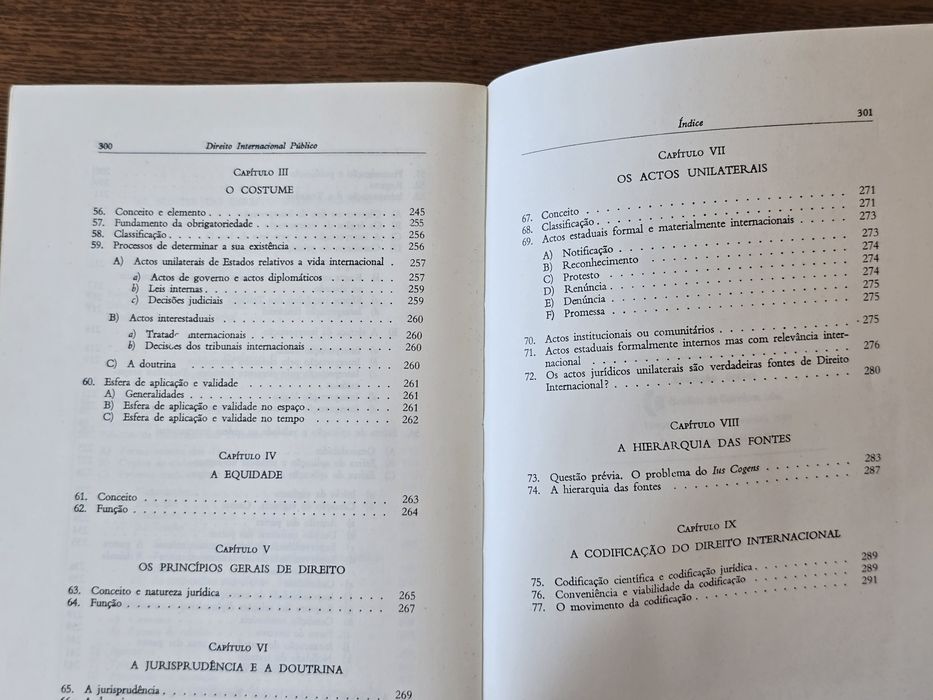 300 Direito Internacional Público
Capítulo III
O COSTUME
56. Conceito e elemento . . . . . . . . . . . . . . . 245
57. Fundamento da obrigatoriedade . . . . . . . . . . . 255
58. Classificação . . . . . . . . . . . . . . . . . . . 256
59. Processos de determinar a sua existência . . . . . . . . 256
A) Actos unilaterais de Estados relativos a vida internacional . 257
a) Actos de governo e actos diplomáticos . . . . . . . 257
b) Leis internas . . . . . . . . . . . . . . . . 259
c) Decisões judiciais . . . . . . . . . . . . . . 259
B) Actos interestaduais . . . . . . . . . . . . . . . 260
a) internacionais . . . . . . . . . . . . 260
b) dos tribunais internacionais . . . . . . . . 260
C) A doutrina . . . . . . . . . . . . . . . . . . 260
60. Esfera de aplicação e validade . . . . . . . . . . . . 261
A) Generalidades . . . . . . . . . . . . . . . . . 261
B) Esfera de aplicação e validade no espaço . . . . . . . 261
C) Esfera de aplicação e validade no tempo . . . . . . . 262
Capítulo IV
A EQUIDADE
61. Conceito . . . . . . . . . . . . . . . . . . . . 263
62. Função . . . . . . . . . . . . . . . . . . . . . 264
Capítulo V
OS PRINCÍPIOS GERAIS DE DIREITO
63. Conceito e natureza jurídica . . . . . . . . . . . . . 265
64. Função . . . . . . . . . . . . . . . . . . . . . 267
Capítulo VI
A JURISPRUDÊNCIA E A DOUTRINA
65. A jurisprudência . . . . . . . . . . . . . . . . . 269
Índice 301
Capítulo VII
OS ACTOS UNILATERAIS
67. Conceito . . . . . . . . . . . . . . . . . . . . 271
68. Classificação . . . . . . . . . . . . . . . . . . . 271
69. Actos estaduais formal e materialmente internacionais . . . . . 273
A) Notificação . . . . . . . . . . . . . . . . . . 273
B) Reconhecimento . . . . . . . . . . . . . . . . 274
C) Protesto . . . . . . . . . . . . . . . . . . . 274
D) Renúncia . . . . . . . . . . . . . . . . . . . 274
E) Denúncia . . . . . . . . . . . . . . . . . . . 275
F) Promessa . . . . . . . . . . . . . . . . . . . 275
70. Actos institucionais ou comunitários . . . . . . . . . . 275
71. Actos estaduais formalmente internos mas com relevância inter-
nacional . . . . . . . . . . . . . . . . . . . . 276
72. Os actos jurídicos unilaterais são verdadeiras fontes de Direito
Internacional? . . . . . . . . . . . . . . . . . . 280
Capítulo VIII
A HIERARQUIA DAS FONTES
73. Questão prévia. O problema do Ius Cogens . . . . . . . . 283
74. A hierarquia das fontes . . . . . . . . . . . . . . . 287
Capítulo IX
A CODIFICAÇÃO DO DIREITO INTERNACIONAL
75. Codificação científica e codificação jurídica . . . . . . . . 289
76. Conveniência e viabilidade da codificação . . . . . . . . 289
77. O movimento da codificação . . . . . . . . . . . . . 291